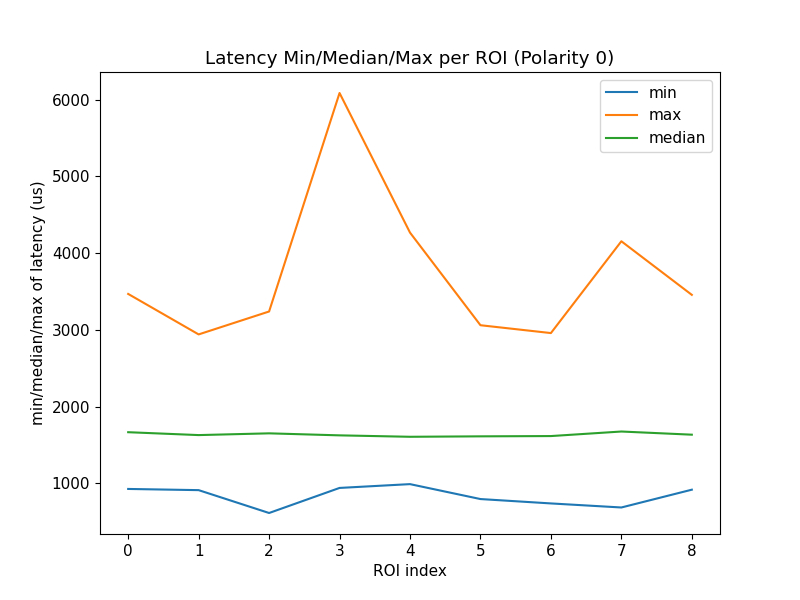 Latency Min/Median/Max per ROI (Polarity 0)
min
max
median
min/median/max of latency (us)
6000
5000
4000
3000
2000
1000
0 1 2 3 4 5 6 7 8
ROI index